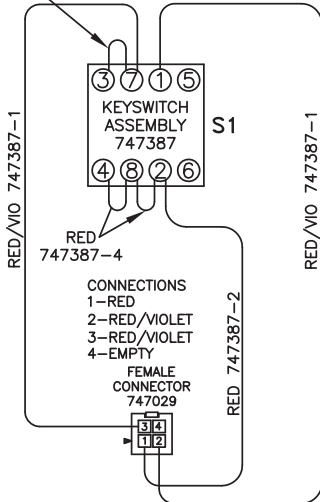 3 7 1 5
KEYSWITCH
ASSEMBLY
747387
S1
4 8 2 6
RED/VIO 747387-1
RED/VIO 747387-1
RED
747387-4
CONNECTIONS
1-RED
2-RED/VIOLET
3-RED/VIOLET
4-EMPTY
RED 747387-2
FEMALE
CONNECTOR
747029
3 4
1 2